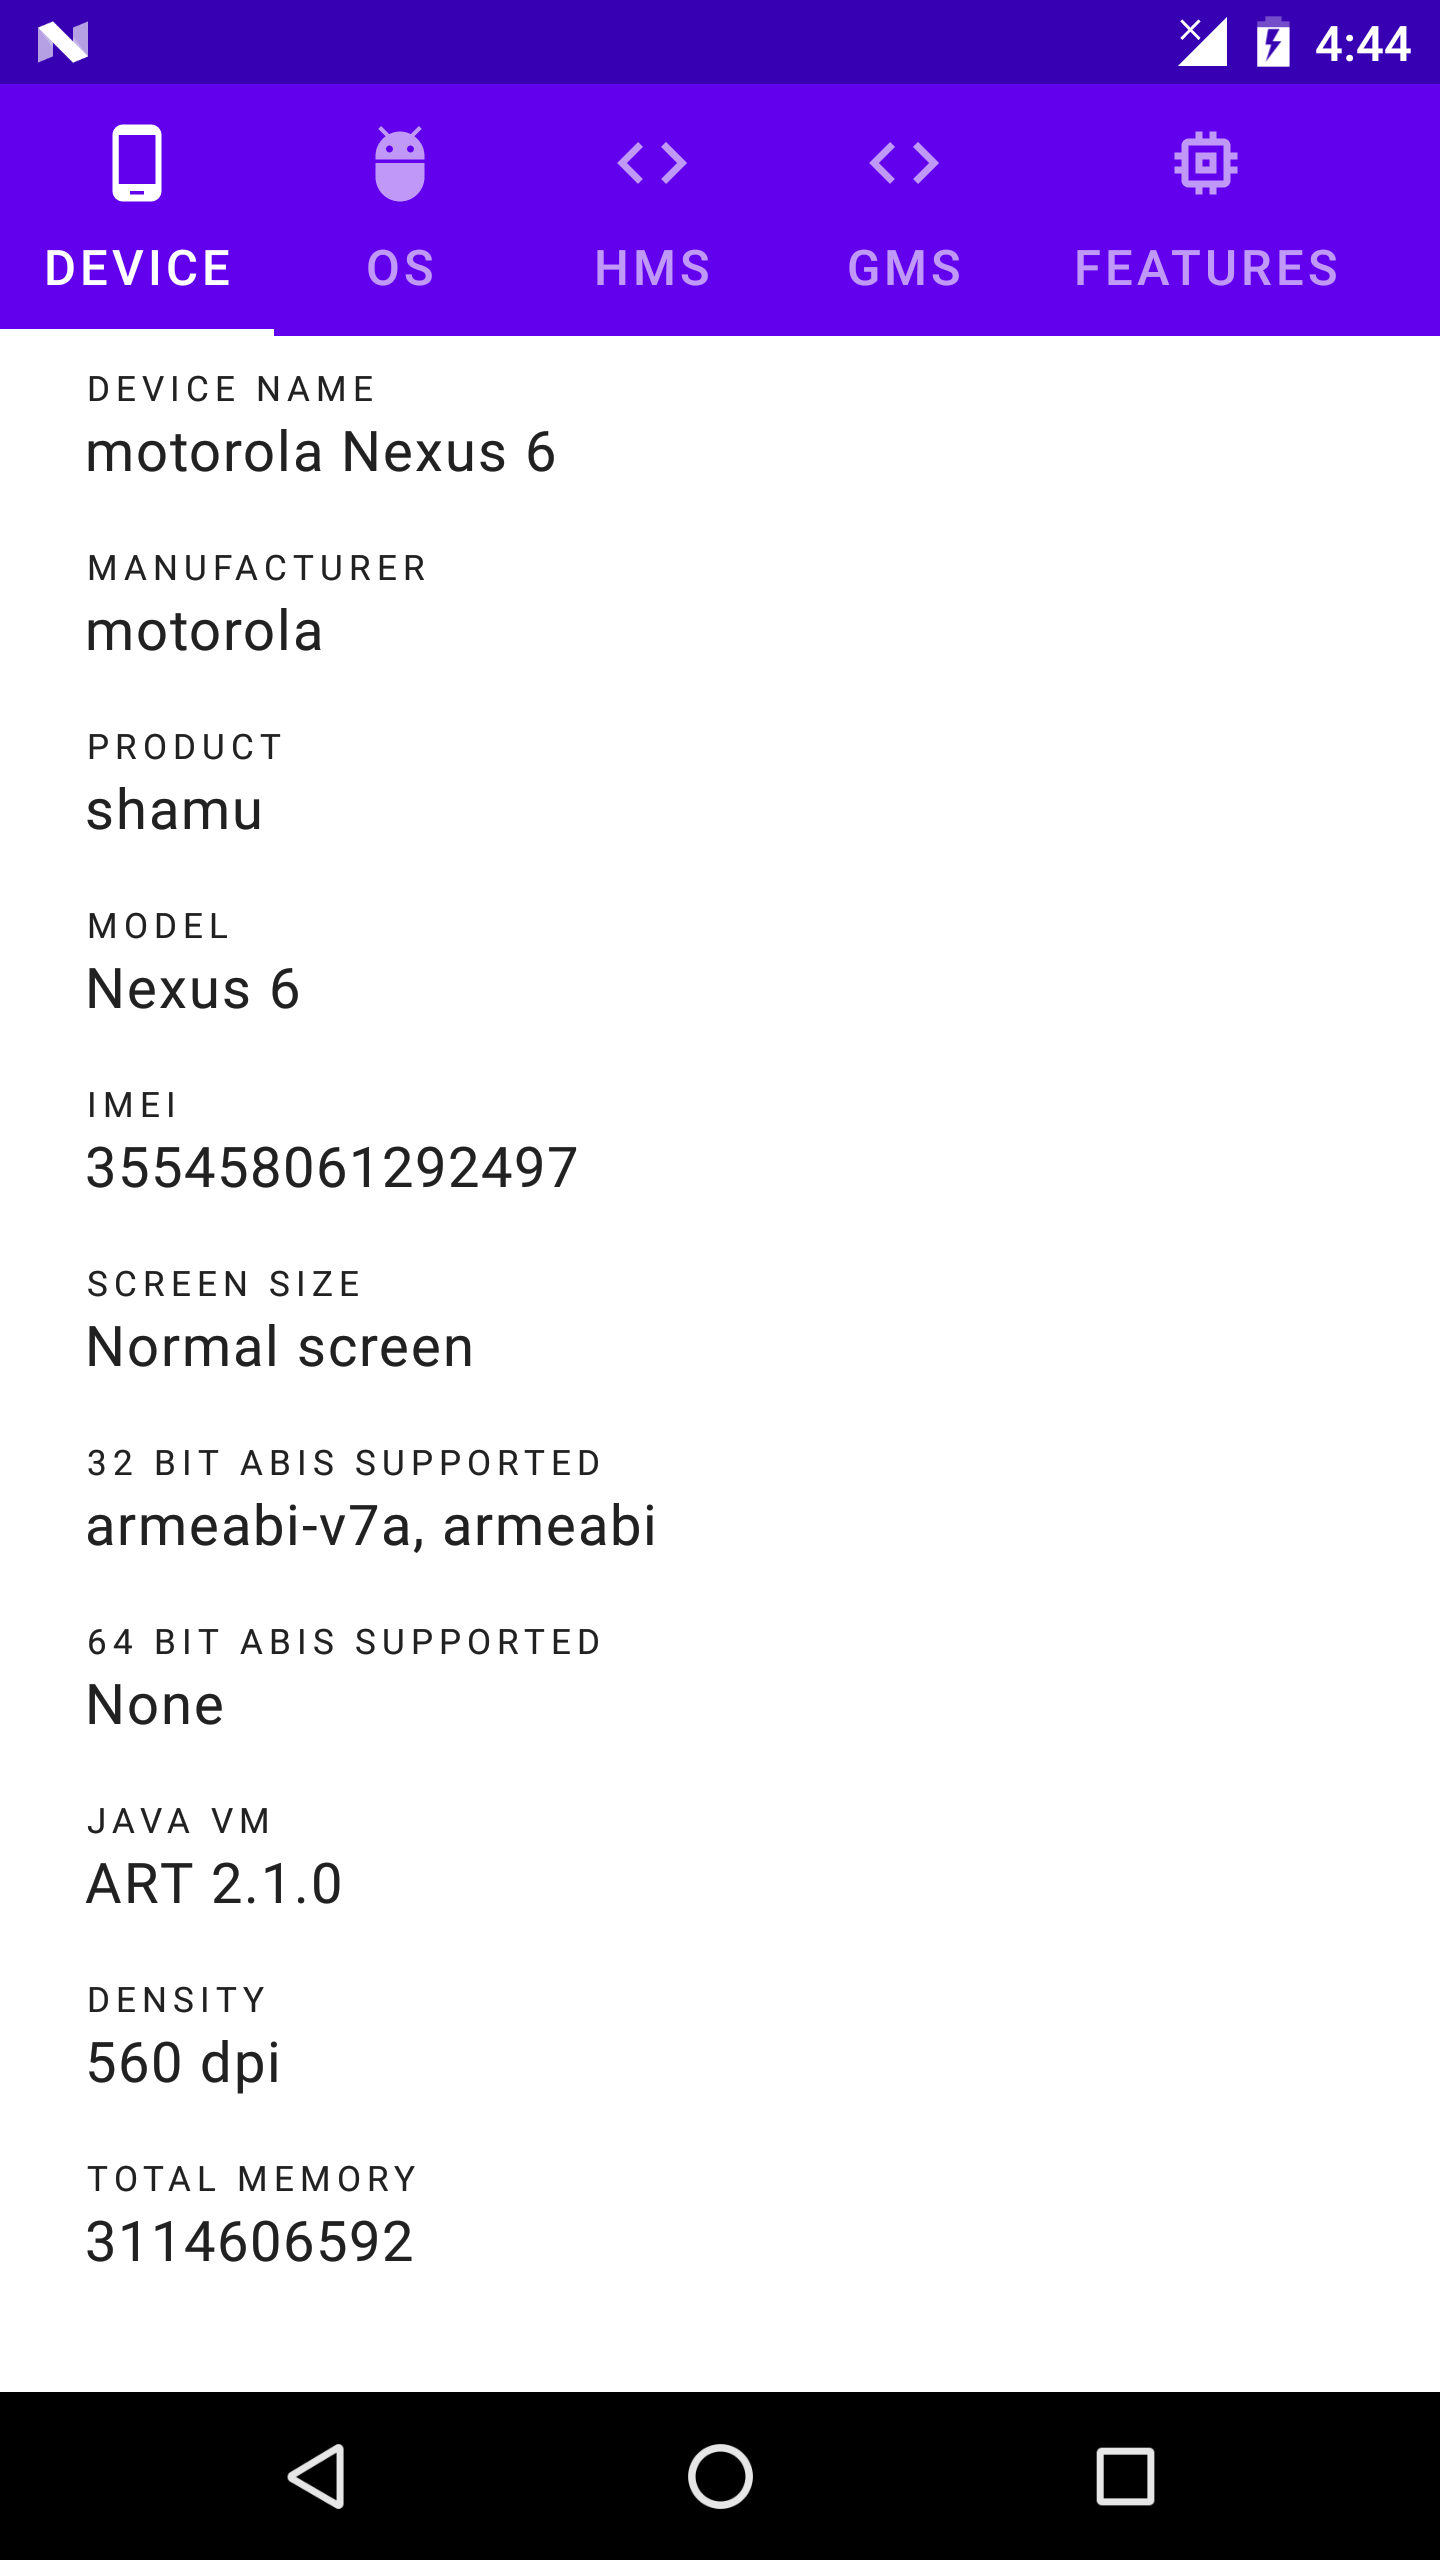 4:44
DEVICE OS HMS GMS FEATURES
DEVICE NAME
motorola Nexus 6
MANUFACTURER
motorola
PRODUCT
shamu
MODEL
Nexus 6
IMEI
355458061292497
SCREEN SIZE
Normal screen
32 BIT ABIS SUPPORTED
armeabi-v7a, armeabi
64 BIT ABIS SUPPORTED
None
JAVA VM
ART 2.1.0
DENSITY
560 dpi
TOTAL MEMORY
3114606592